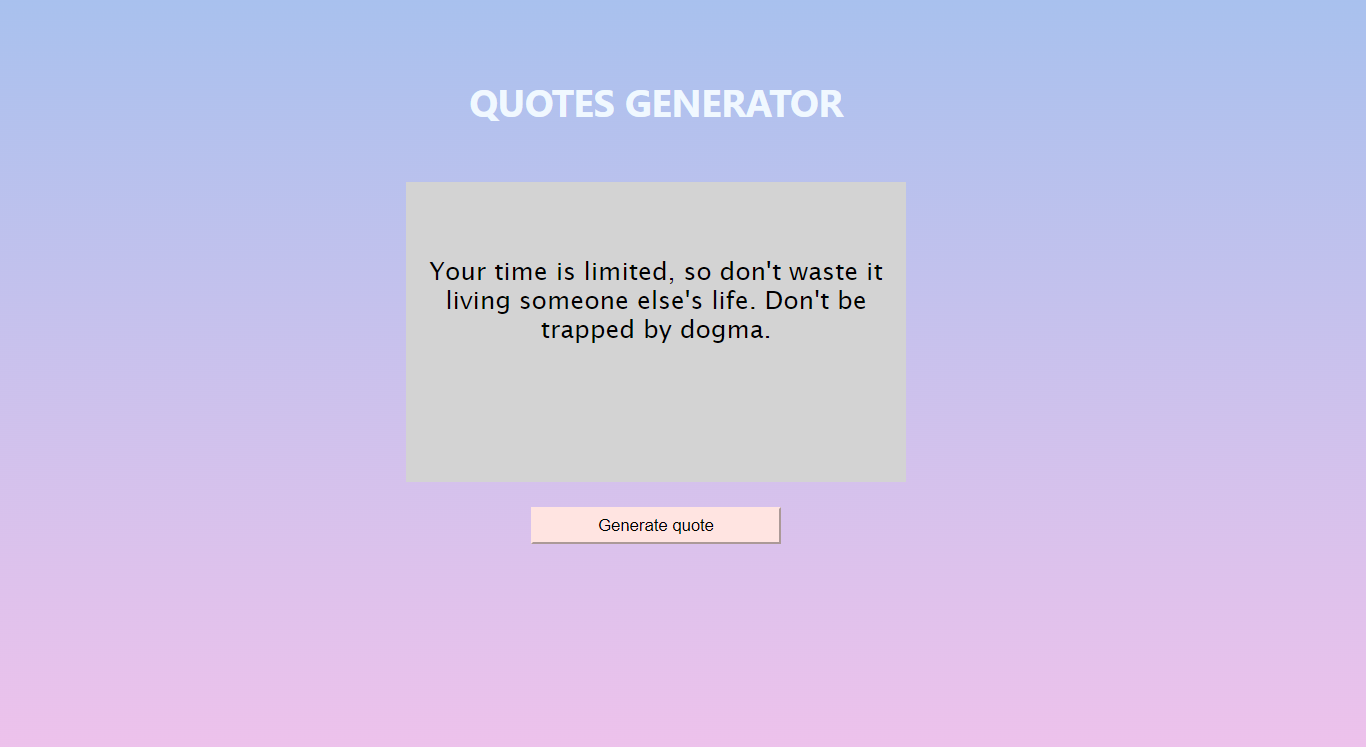 QUOTES GENERATOR
Your time is limited, so don't waste it
living someone else's life. Don't be
trapped by dogma.
Generate quote